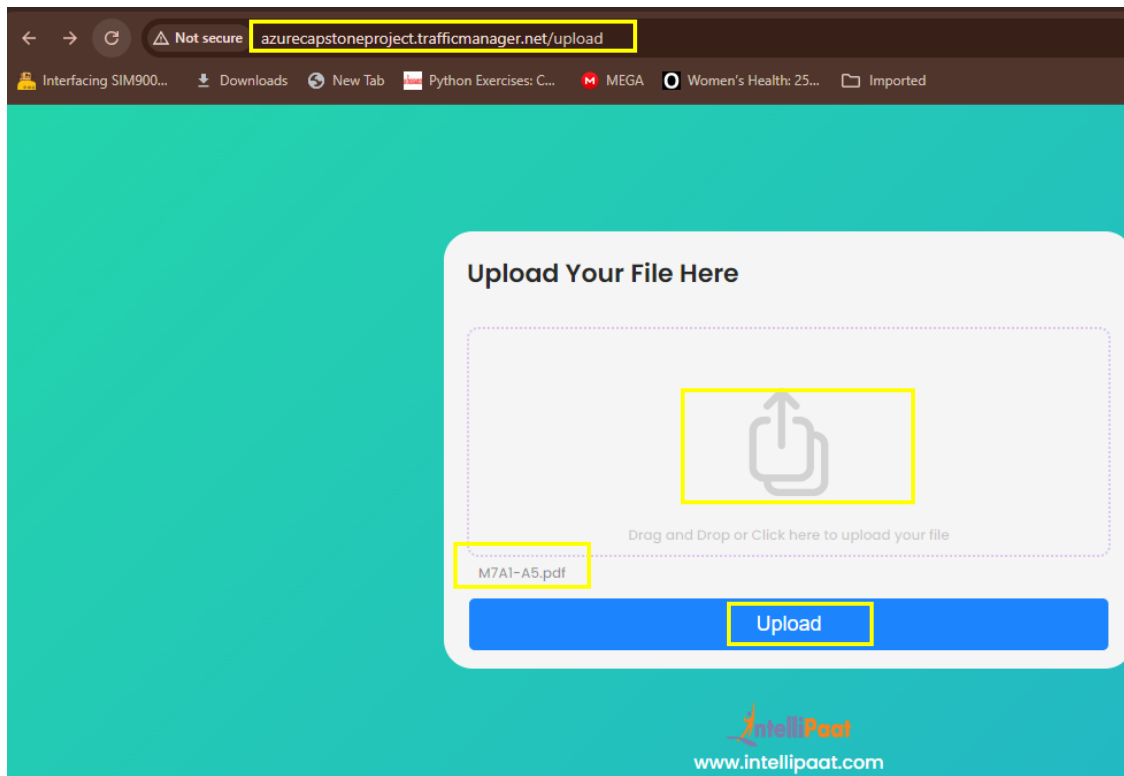 Not secure azurecapstoneproject.trafficmanager.net/upload
Interfacing SIM900... Downloads New Tab Python Exercises: C... MEGA Women's Health: 25... Imported
Upload Your File Here
Drag and Drop or Click here to upload your file
M7A1-A5.pdf
Upload
IntelliPaat
www.intellipaat.com